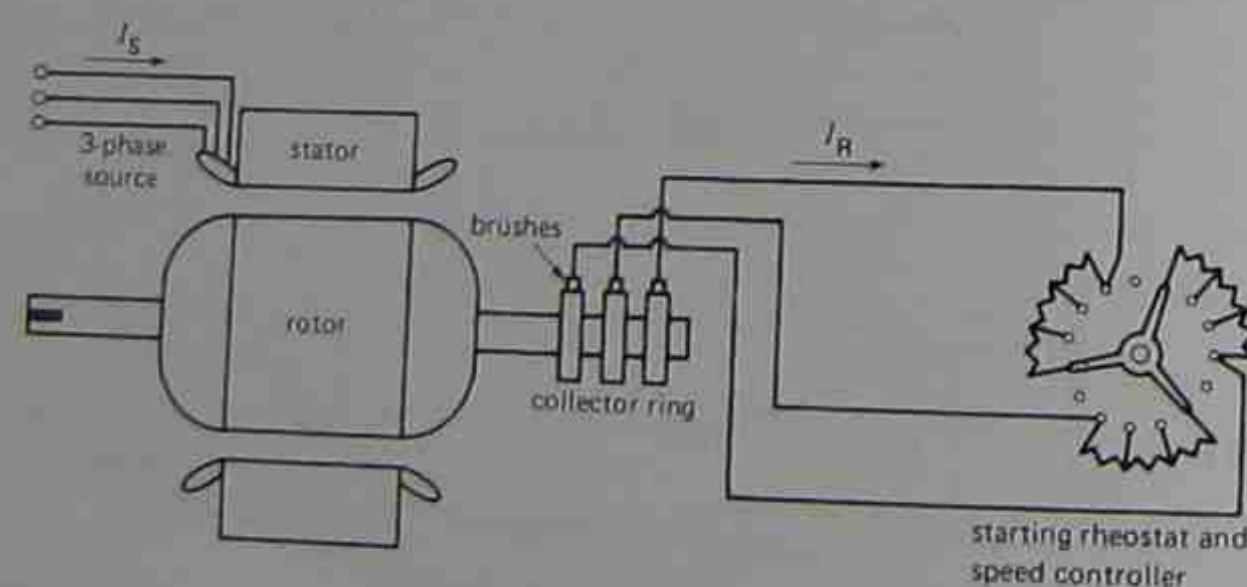 I_S
3-phase
source
stator
I_R
brushes
rotor
collector ring
starting rheostat and
speed controller